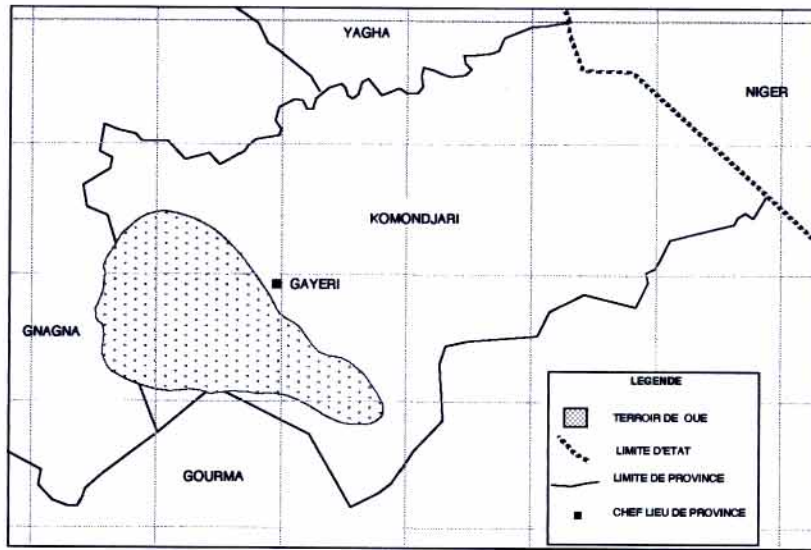 YAGHA
NIGER
KOMONDJARI
GAYERI
GNAGNA
GOURMA
LEGENDE
TERROIR DE OUE
LIMITE D'ETAT
LIMITE DE PROVINCE
CHEF LIEU DE PROVINCE